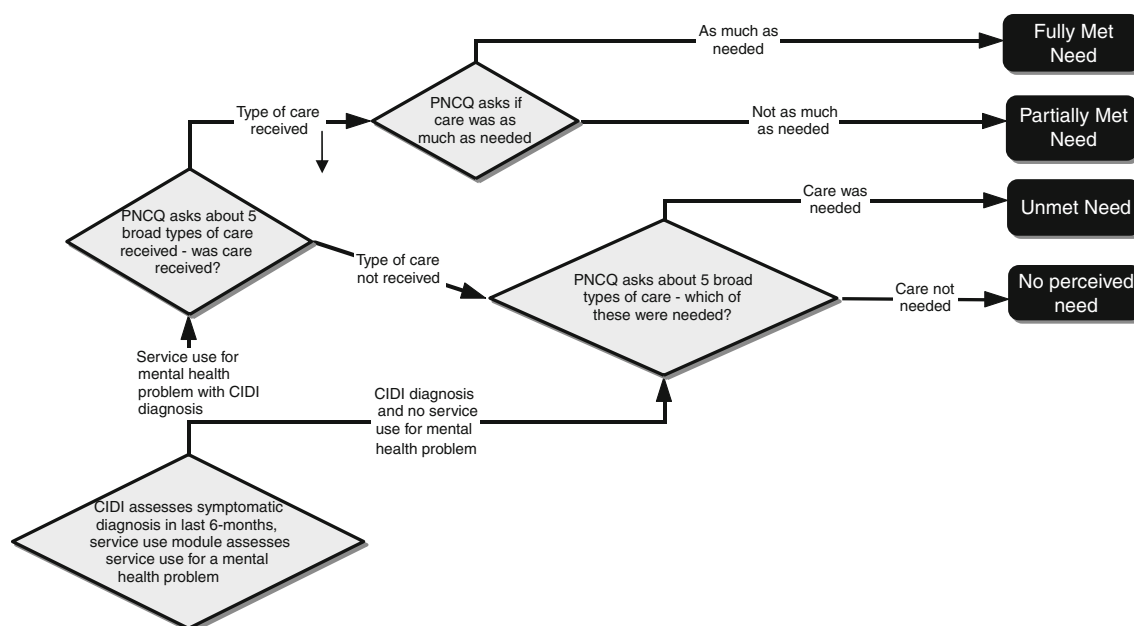 As much as
needed
Fully Met
Need
Type of care
received
PNCQ asks if
care was as
much as needed
Not as much
as needed
Partially Met
Need
PNCQ asks about 5
broad types of care
received - was care
received?
Care was
needed
Unmet Need
Type of care
not received
PNCQ asks about 5 broad
types of care - which of
these were needed?
Care not
needed
No perceived
need
Service use for
mental health
problem with CIDI
diagnosis
CIDI diagnosis
and no service
use for mental
health problem
CIDI assesses symptomatic
diagnosis in last 6-months,
service use module assesses
service use for a mental
health problem